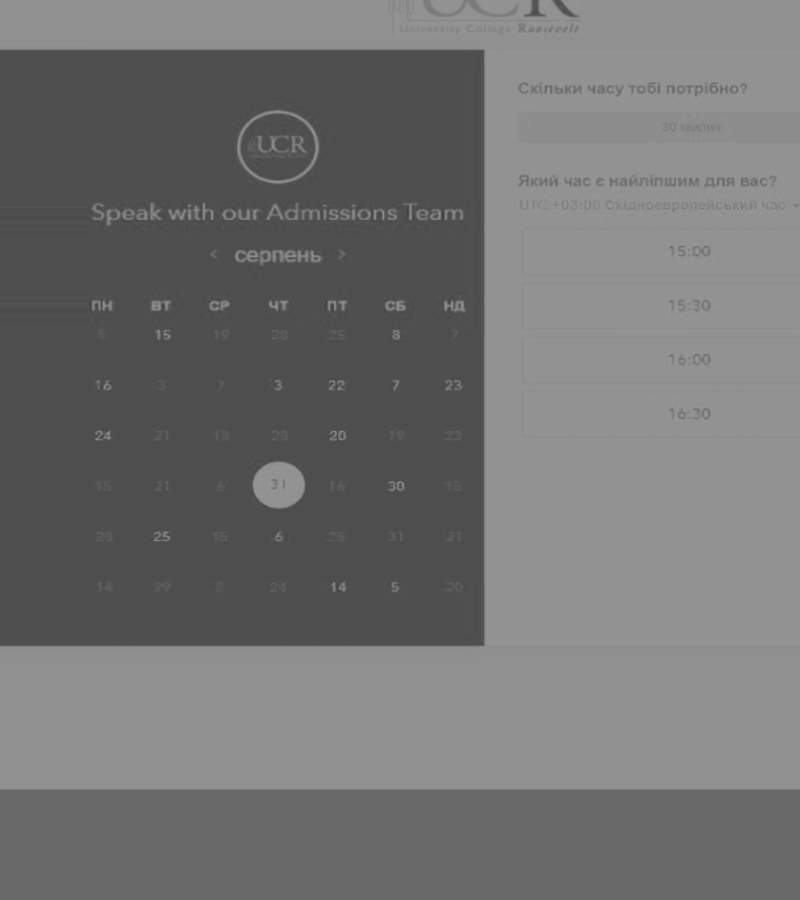 UCR
University College Roosevelt
UCR
Speak with our Admissions Team
< серпень >
ПН ВТ СР ЧТ ПТ СБ НД
15 19 28 25 8 7
16 3 7 3 22 7 23
24 21 13 28 20 19 23
15 21 6 31 16 30 15
28 25 15 6 25 31 21
14 29 2 24 14 5 20
Скільки часу тобі потрібно?
30 хвилин
Який час є найліпшим для вас?
UTC +03:00 Східноєвропейський час
15:00
15:30
16:00
16:30